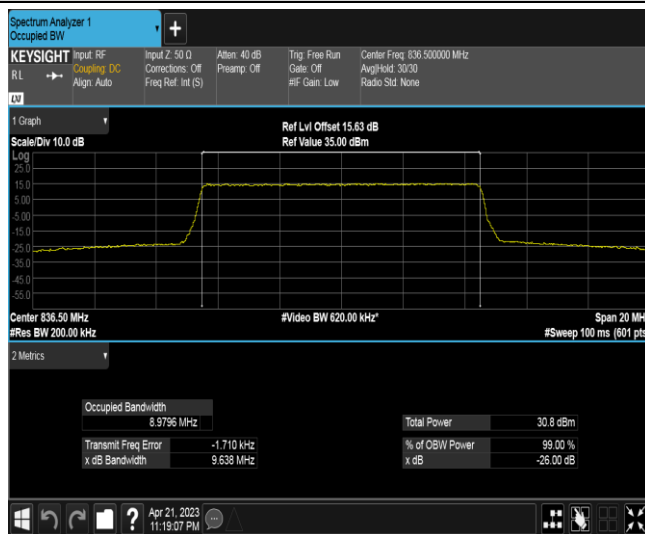 Spectrum Analyzer 1
Occupied BW
KEYSIGHT
Input: RF
Coupling: DC
Align: Auto
Input Z: 50 Ω
Corrections: Off
Freq Ref: Int (S)
Atten: 40 dB
Preamp: Off
Trig: Free Run
Gate: Off
#IF Gain: Low
Center Freq: 836.500000 MHz
Avg|Hold: 30/30
Radio Std: None
RL
LXI
1 Graph
Scale/Div 10.0 dB
Ref Lvl Offset 15.63 dB
Ref Value 35.00 dBm
Log
25.0
15.0
5.00
-5.00
-15.0
-25.0
-35.0
-45.0
-55.0
Center 836.50 MHz
#Res BW 200.00 kHz
#Video BW 620.00 kHz*
Span 20 MH
#Sweep 100 ms (601 pts
2 Metrics
Occupied Bandwidth
8.9796 MHz
Transmit Freq Error -1.710 kHz
x dB Bandwidth 9.638 MHz
Total Power 30.8 dBm
% of OBW Power 99.00 %
x dB -26.00 dB
?
Apr 21, 2023
11:19:07 PM